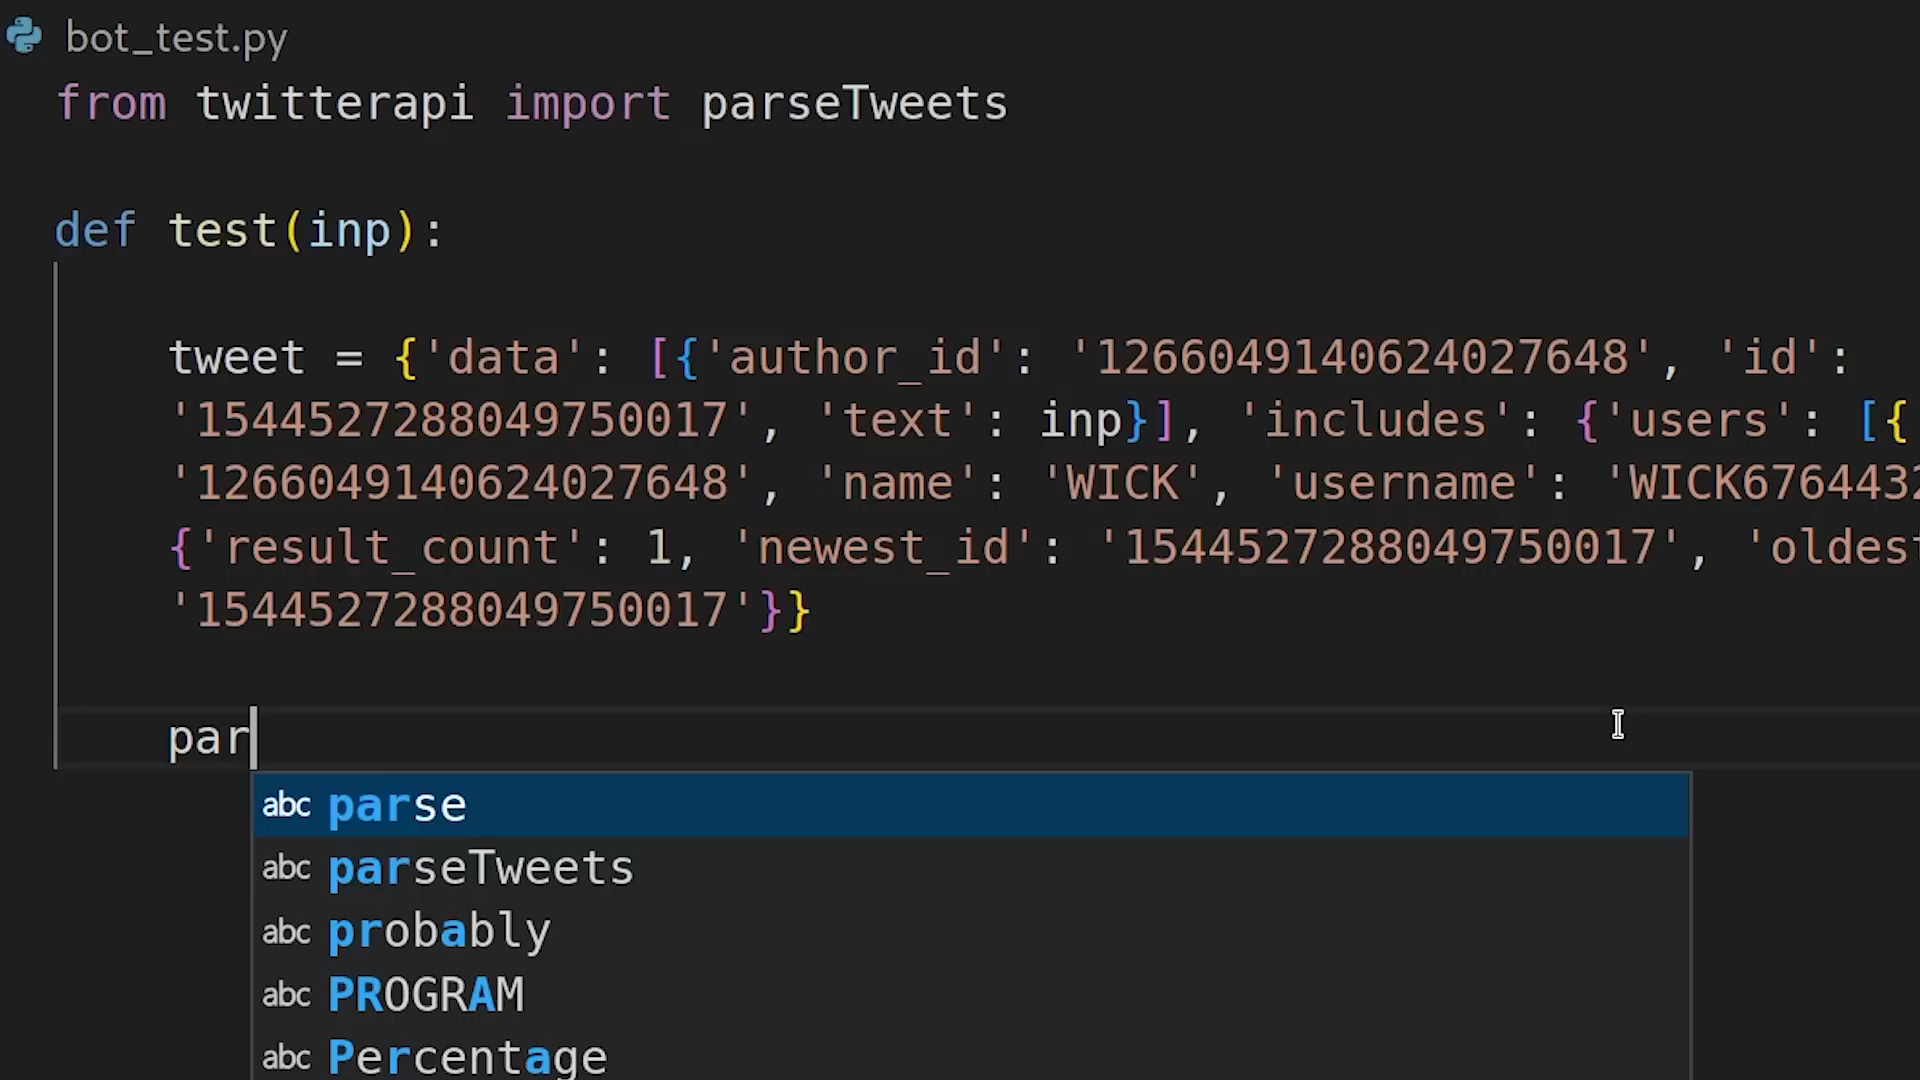 bot_test.py
from twitterapi import parseTweets
def test(inp):
tweet = {'data': [{'author_id': '1266049140624027648', 'id':
'1544527288049750017', 'text': inp}], 'includes': {'users': [{
'1266049140624027648', 'name': 'WICK', 'username': 'WICK6764432
{'result_count': 1, 'newest_id': '1544527288049750017', 'oldest
'1544527288049750017'}}
par
abc parse
abc parseTweets
abc probably
abc PROGRAM
abc Percentage